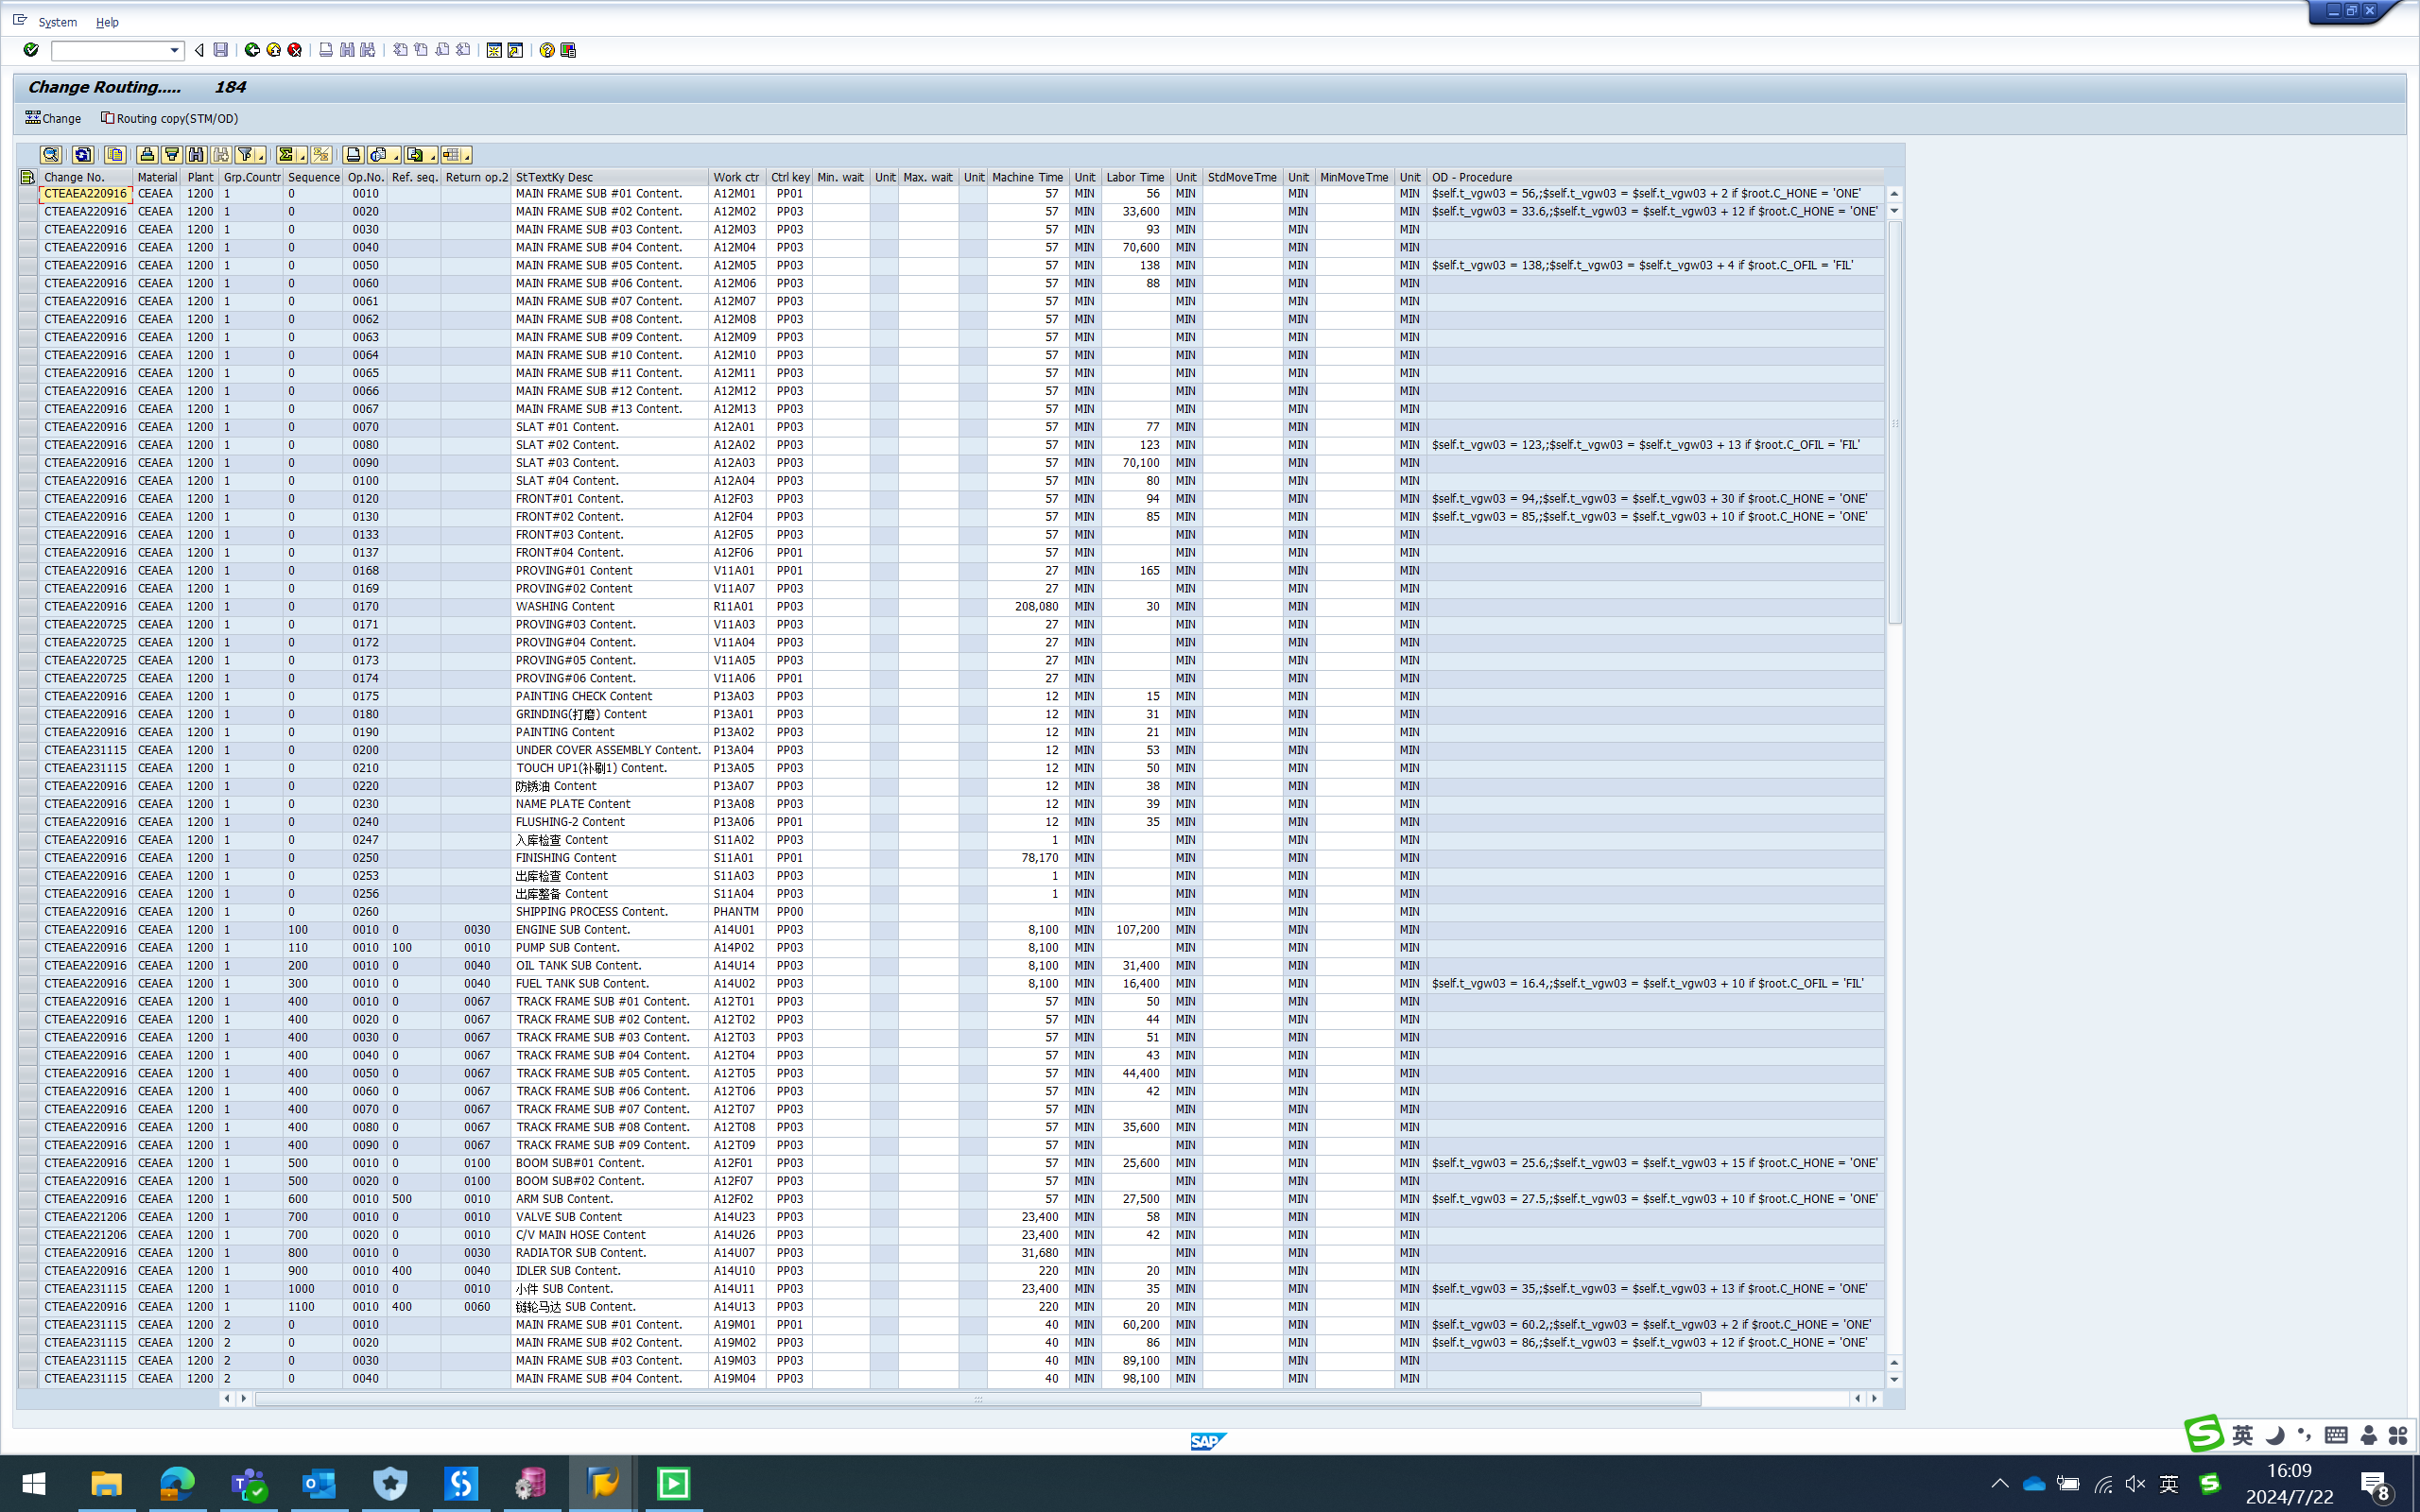 System Help
Change Routing..... 184
Change Routing copy(STM/OD)
Change No. Material Plant Grp.Countr Sequence Op.No. Ref. seq. Return op.2 StTextKy Desc Work ctr Ctrl key Min. wait Unit Max. wait Unit Machine Time Unit Labor Time Unit StdMoveTme Unit MinMoveTme Unit OD - Procedure
CTEAEA220916 CEAEA 1200 1 0 0010 MAIN FRAME SUB #01 Content. A12M01 PP01 57 MIN 56 MIN MIN MIN $self.t_vgw03 = 56,;$self.t_vgw03 = $self.t_vgw03 + 2 if $root.C_HONE = 'ONE'
CTEAEA220916 CEAEA 1200 1 0 0020 MAIN FRAME SUB #02 Content. A12M02 PP03 57 MIN 33,600 MIN MIN MIN $self.t_vgw03 = 33.6,;$self.t_vgw03 = $self.t_vgw03 + 12 if $root.C_HONE = 'ONE'
CTEAEA220916 CEAEA 1200 1 0 0030 MAIN FRAME SUB #03 Content. A12M03 PP03 57 MIN 93 MIN MIN MIN
CTEAEA220916 CEAEA 1200 1 0 0040 MAIN FRAME SUB #04 Content. A12M04 PP03 57 MIN 70,600 MIN MIN MIN
CTEAEA220916 CEAEA 1200 1 0 0050 MAIN FRAME SUB #05 Content. A12M05 PP03 57 MIN 138 MIN MIN MIN $self.t_vgw03 = 138,;$self.t_vgw03 = $self.t_vgw03 + 4 if $root.C_OFIL = 'FIL'
CTEAEA220916 CEAEA 1200 1 0 0060 MAIN FRAME SUB #06 Content. A12M06 PP03 57 MIN 88 MIN MIN MIN
CTEAEA220916 CEAEA 1200 1 0 0061 MAIN FRAME SUB #07 Content. A12M07 PP03 57 MIN MIN MIN MIN
CTEAEA220916 CEAEA 1200 1 0 0062 MAIN FRAME SUB #08 Content. A12M08 PP03 57 MIN MIN MIN MIN
CTEAEA220916 CEAEA 1200 1 0 0063 MAIN FRAME SUB #09 Content. A12M09 PP03 57 MIN MIN MIN MIN
CTEAEA220916 CEAEA 1200 1 0 0064 MAIN FRAME SUB #10 Content. A12M10 PP03 57 MIN MIN MIN MIN
CTEAEA220916 CEAEA 1200 1 0 0065 MAIN FRAME SUB #11 Content. A12M11 PP03 57 MIN MIN MIN MIN
CTEAEA220916 CEAEA 1200 1 0 0066 MAIN FRAME SUB #12 Content. A12M12 PP03 57 MIN MIN MIN MIN
CTEAEA220916 CEAEA 1200 1 0 0067 MAIN FRAME SUB #13 Content. A12M13 PP03 57 MIN MIN MIN MIN
CTEAEA220916 CEAEA 1200 1 0 0070 SLAT #01 Content. A12A01 PP03 57 MIN 77 MIN MIN MIN
CTEAEA220916 CEAEA 1200 1 0 0080 SLAT #02 Content. A12A02 PP03 57 MIN 123 MIN MIN MIN $self.t_vgw03 = 123,;$self.t_vgw03 = $self.t_vgw03 + 13 if $root.C_OFIL = 'FIL'
CTEAEA220916 CEAEA 1200 1 0 0090 SLAT #03 Content. A12A03 PP03 57 MIN 70,100 MIN MIN MIN
CTEAEA220916 CEAEA 1200 1 0 0100 SLAT #04 Content. A12A04 PP03 57 MIN 80 MIN MIN MIN
CTEAEA220916 CEAEA 1200 1 0 0120 FRONT#01 Content. A12F03 PP03 57 MIN 94 MIN MIN MIN $self.t_vgw03 = 94,;$self.t_vgw03 = $self.t_vgw03 + 30 if $root.C_HONE = 'ONE'
CTEAEA220916 CEAEA 1200 1 0 0130 FRONT#02 Content. A12F04 PP03 57 MIN 85 MIN MIN MIN $self.t_vgw03 = 85,;$self.t_vgw03 = $self.t_vgw03 + 10 if $root.C_HONE = 'ONE'
CTEAEA220916 CEAEA 1200 1 0 0133 FRONT#03 Content. A12F05 PP03 57 MIN MIN MIN MIN
CTEAEA220916 CEAEA 1200 1 0 0137 FRONT#04 Content. A12F06 PP01 57 MIN MIN MIN MIN
CTEAEA220916 CEAEA 1200 1 0 0168 PROVING#01 Content V11A01 PP01 27 MIN 165 MIN MIN MIN
CTEAEA220916 CEAEA 1200 1 0 0169 PROVING#02 Content V11A07 PP03 27 MIN MIN MIN MIN
CTEAEA220916 CEAEA 1200 1 0 0170 WASHING Content R11A01 PP03 208,080 MIN 30 MIN MIN MIN
CTEAEA220725 CEAEA 1200 1 0 0171 PROVING#03 Content. V11A03 PP03 27 MIN MIN MIN MIN
CTEAEA220725 CEAEA 1200 1 0 0172 PROVING#04 Content. V11A04 PP03 27 MIN MIN MIN MIN
CTEAEA220725 CEAEA 1200 1 0 0173 PROVING#05 Content. V11A05 PP03 27 MIN MIN MIN MIN
CTEAEA220725 CEAEA 1200 1 0 0174 PROVING#06 Content. V11A06 PP01 27 MIN MIN MIN MIN
CTEAEA220916 CEAEA 1200 1 0 0175 PAINTING CHECK Content P13A03 PP03 12 MIN 15 MIN MIN MIN
CTEAEA220916 CEAEA 1200 1 0 0180 GRINDING(打磨) Content P13A01 PP03 12 MIN 31 MIN MIN MIN
CTEAEA220916 CEAEA 1200 1 0 0190 PAINTING Content P13A02 PP03 12 MIN 21 MIN MIN MIN
CTEAEA231115 CEAEA 1200 1 0 0200 UNDER COVER ASSEMBLY Content. P13A04 PP03 12 MIN 53 MIN MIN MIN
CTEAEA231115 CEAEA 1200 1 0 0210 TOUCH UP1(补刷1) Content. P13A05 PP03 12 MIN 50 MIN MIN MIN
CTEAEA220916 CEAEA 1200 1 0 0220 防锈油 Content P13A07 PP03 12 MIN 38 MIN MIN MIN
CTEAEA220916 CEAEA 1200 1 0 0230 NAME PLATE Content P13A08 PP03 12 MIN 39 MIN MIN MIN
CTEAEA220916 CEAEA 1200 1 0 0240 FLUSHING-2 Content P13A06 PP01 12 MIN 35 MIN MIN MIN
CTEAEA220916 CEAEA 1200 1 0 0247 入库检查 Content S11A02 PP03 1 MIN MIN MIN MIN
CTEAEA220916 CEAEA 1200 1 0 0250 FINISHING Content S11A01 PP01 78,170 MIN MIN MIN MIN
CTEAEA220916 CEAEA 1200 1 0 0253 出库检查 Content S11A03 PP03 1 MIN MIN MIN MIN
CTEAEA220916 CEAEA 1200 1 0 0256 出库整备 Content S11A04 PP03 1 MIN MIN MIN MIN
CTEAEA220916 CEAEA 1200 1 0 0260 SHIPPING PROCESS Content. PHANTM PP00 MIN MIN MIN MIN
CTEAEA220916 CEAEA 1200 1 100 0010 0 0030 ENGINE SUB Content. A14U01 PP03 8,100 MIN 107,200 MIN MIN MIN
CTEAEA220916 CEAEA 1200 1 110 0010 100 0010 PUMP SUB Content. A14P02 PP03 8,100 MIN MIN MIN MIN
CTEAEA220916 CEAEA 1200 1 200 0010 0 0040 OIL TANK SUB Content. A14U14 PP03 8,100 MIN 31,400 MIN MIN MIN
CTEAEA220916 CEAEA 1200 1 300 0010 0 0040 FUEL TANK SUB Content. A14U02 PP03 8,100 MIN 16,400 MIN MIN MIN $self.t_vgw03 = 16.4,;$self.t_vgw03 = $self.t_vgw03 + 10 if $root.C_OFIL = 'FIL'
CTEAEA220916 CEAEA 1200 1 400 0010 0 0067 TRACK FRAME SUB #01 Content. A12T01 PP03 57 MIN 50 MIN MIN MIN
CTEAEA220916 CEAEA 1200 1 400 0020 0 0067 TRACK FRAME SUB #02 Content. A12T02 PP03 57 MIN 44 MIN MIN MIN
CTEAEA220916 CEAEA 1200 1 400 0030 0 0067 TRACK FRAME SUB #03 Content. A12T03 PP03 57 MIN 51 MIN MIN MIN
CTEAEA220916 CEAEA 1200 1 400 0040 0 0067 TRACK FRAME SUB #04 Content. A12T04 PP03 57 MIN 43 MIN MIN MIN
CTEAEA220916 CEAEA 1200 1 400 0050 0 0067 TRACK FRAME SUB #05 Content. A12T05 PP03 57 MIN 44,400 MIN MIN MIN
CTEAEA220916 CEAEA 1200 1 400 0060 0 0067 TRACK FRAME SUB #06 Content. A12T06 PP03 57 MIN 42 MIN MIN MIN
CTEAEA220916 CEAEA 1200 1 400 0070 0 0067 TRACK FRAME SUB #07 Content. A12T07 PP03 57 MIN MIN MIN MIN
CTEAEA220916 CEAEA 1200 1 400 0080 0 0067 TRACK FRAME SUB #08 Content. A12T08 PP03 57 MIN 35,600 MIN MIN MIN
CTEAEA220916 CEAEA 1200 1 400 0090 0 0067 TRACK FRAME SUB #09 Content. A12T09 PP03 57 MIN MIN MIN MIN
CTEAEA220916 CEAEA 1200 1 500 0010 0 0100 BOOM SUB#01 Content. A12F01 PP03 57 MIN 25,600 MIN MIN MIN $self.t_vgw03 = 25.6,;$self.t_vgw03 = $self.t_vgw03 + 15 if $root.C_HONE = 'ONE'
CTEAEA220916 CEAEA 1200 1 500 0020 0 0100 BOOM SUB#02 Content. A12F07 PP03 57 MIN MIN MIN MIN
CTEAEA220916 CEAEA 1200 1 600 0010 500 0010 ARM SUB Content. A12F02 PP03 57 MIN 27,500 MIN MIN MIN $self.t_vgw03 = 27.5,;$self.t_vgw03 = $self.t_vgw03 + 10 if $root.C_HONE = 'ONE'
CTEAEA221206 CEAEA 1200 1 700 0010 0 0010 VALVE SUB Content A14U23 PP03 23,400 MIN 58 MIN MIN MIN
CTEAEA221206 CEAEA 1200 1 700 0020 0 0010 C/V MAIN HOSE Content A14U26 PP03 23,400 MIN 42 MIN MIN MIN
CTEAEA220916 CEAEA 1200 1 800 0010 0 0030 RADIATOR SUB Content. A14U07 PP03 31,680 MIN MIN MIN MIN
CTEAEA220916 CEAEA 1200 1 900 0010 400 0040 IDLER SUB Content. A14U10 PP03 220 MIN 20 MIN MIN MIN
CTEAEA231115 CEAEA 1200 1 1000 0010 0 0010 小件 SUB Content. A14U11 PP03 23,400 MIN 35 MIN MIN MIN $self.t_vgw03 = 35,;$self.t_vgw03 = $self.t_vgw03 + 13 if $root.C_HONE = 'ONE'
CTEAEA220916 CEAEA 1200 1 1100 0010 400 0060 链轮马达 SUB Content. A14U13 PP03 220 MIN 20 MIN MIN MIN
CTEAEA231115 CEAEA 1200 2 0 0010 MAIN FRAME SUB #01 Content. A19M01 PP01 40 MIN 60,200 MIN MIN MIN $self.t_vgw03 = 60.2,;$self.t_vgw03 = $self.t_vgw03 + 2 if $root.C_HONE = 'ONE'
CTEAEA231115 CEAEA 1200 2 0 0020 MAIN FRAME SUB #02 Content. A19M02 PP03 40 MIN 86 MIN MIN MIN $self.t_vgw03 = 86,;$self.t_vgw03 = $self.t_vgw03 + 12 if $root.C_HONE = 'ONE'
CTEAEA231115 CEAEA 1200 2 0 0030 MAIN FRAME SUB #03 Content. A19M03 PP03 40 MIN 89,100 MIN MIN MIN
CTEAEA231115 CEAEA 1200 2 0 0040 MAIN FRAME SUB #04 Content. A19M04 PP03 40 MIN 98,100 MIN MIN MIN
SAP
英
英
16:09
2024/7/22
8